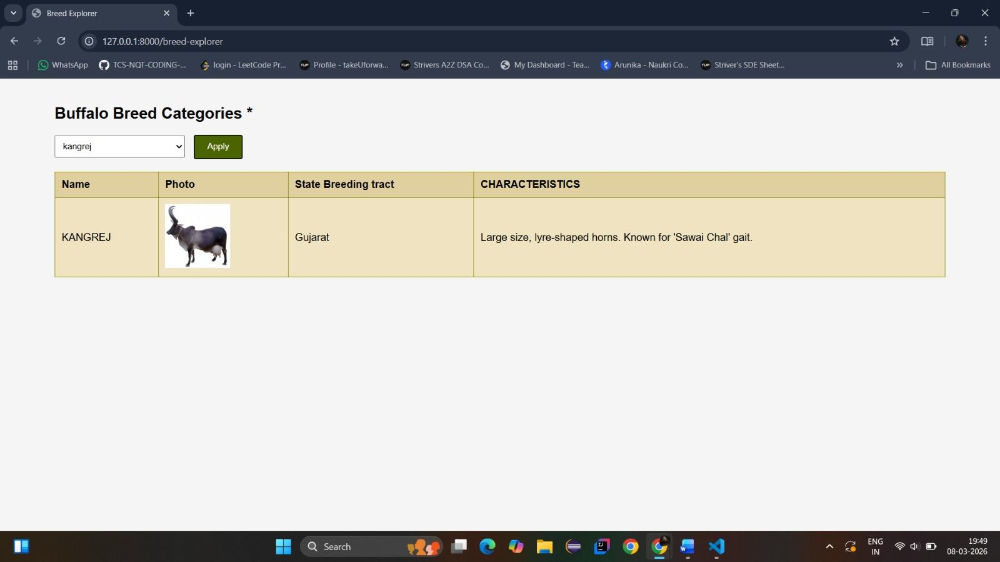 Breed Explorer
127.0.0.1:8000/breed-explorer
WhatsApp
TCS-NQT-CODING-...
login - LeetCode Pr...
Profile - takeUforwa...
Strivers A2Z DSA Co...
My Dashboard - Tea...
Arunika - Naukri Co...
Striver's SDE Sheet...
»
All Bookmarks
Buffalo Breed Categories *
kangrej
Apply
Name Photo State Breeding tract CHARACTERISTICS
KANGREJ Gujarat Large size, lyre-shaped horns. Known for 'Sawai Chal' gait.
Search
ENG
IN
19:49
08-03-2026